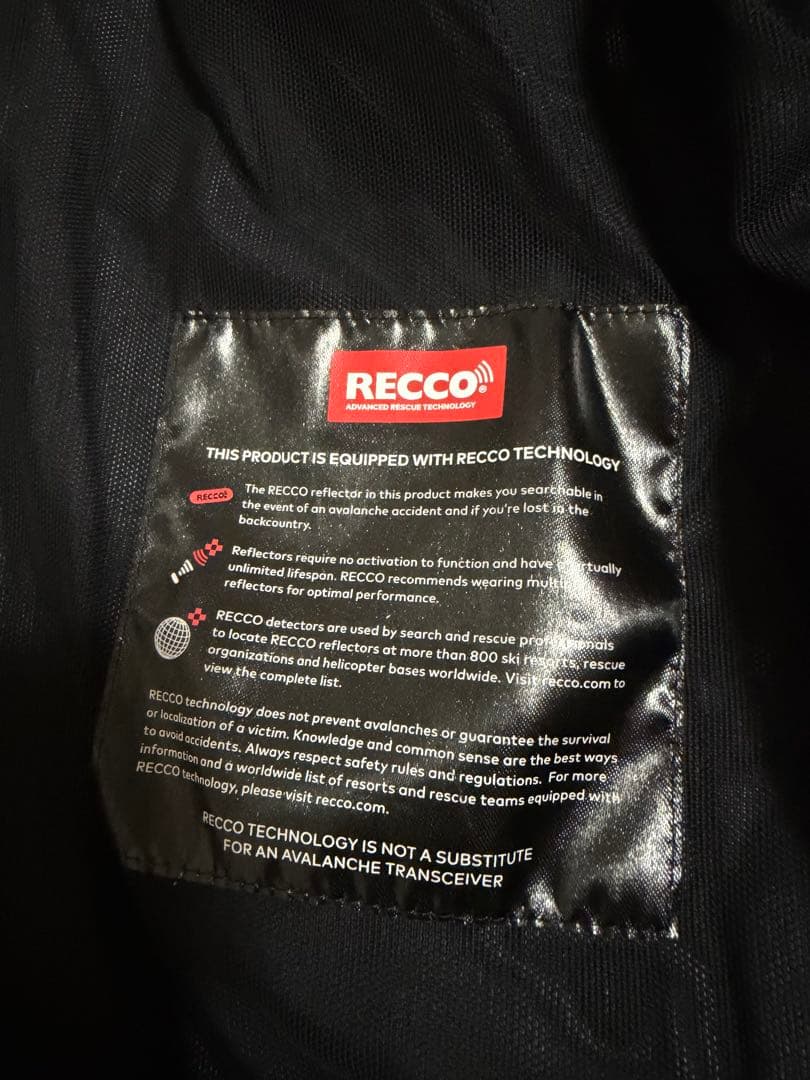 RECCO®
ADVANCED RESCUE TECHNOLOGY
THIS PRODUCT IS EQUIPPED WITH RECCO TECHNOLOGY
RECCO®
The RECCO reflector in this product makes you searchable in
the event of an avalanche accident and if you're lost in the
backcountry.
Reflectors require no activation to function and have
unlimited lifespan. RECCO recommends wearing
reflectors for optimal performance.
RECCO detectors are used by search and rescue
to locate RECCO reflectors at more than 800 ski resorts, rescue
organizations and helicopter bases worldwide. Visit recco.com to
view the complete list.
RECCO technology does not prevent avalanches or guarantee the survival
or localization of a victim. Knowledge and common sense are the best ways
to avoid accidents. Always respect safety rules and regulations. For more
information and a worldwide list of resorts and rescue teams equipped with
RECCO technology, please visit recco.com.
RECCO TECHNOLOGY IS NOT A SUBSTITUTE
FOR AN AVALANCHE TRANSCEIVER